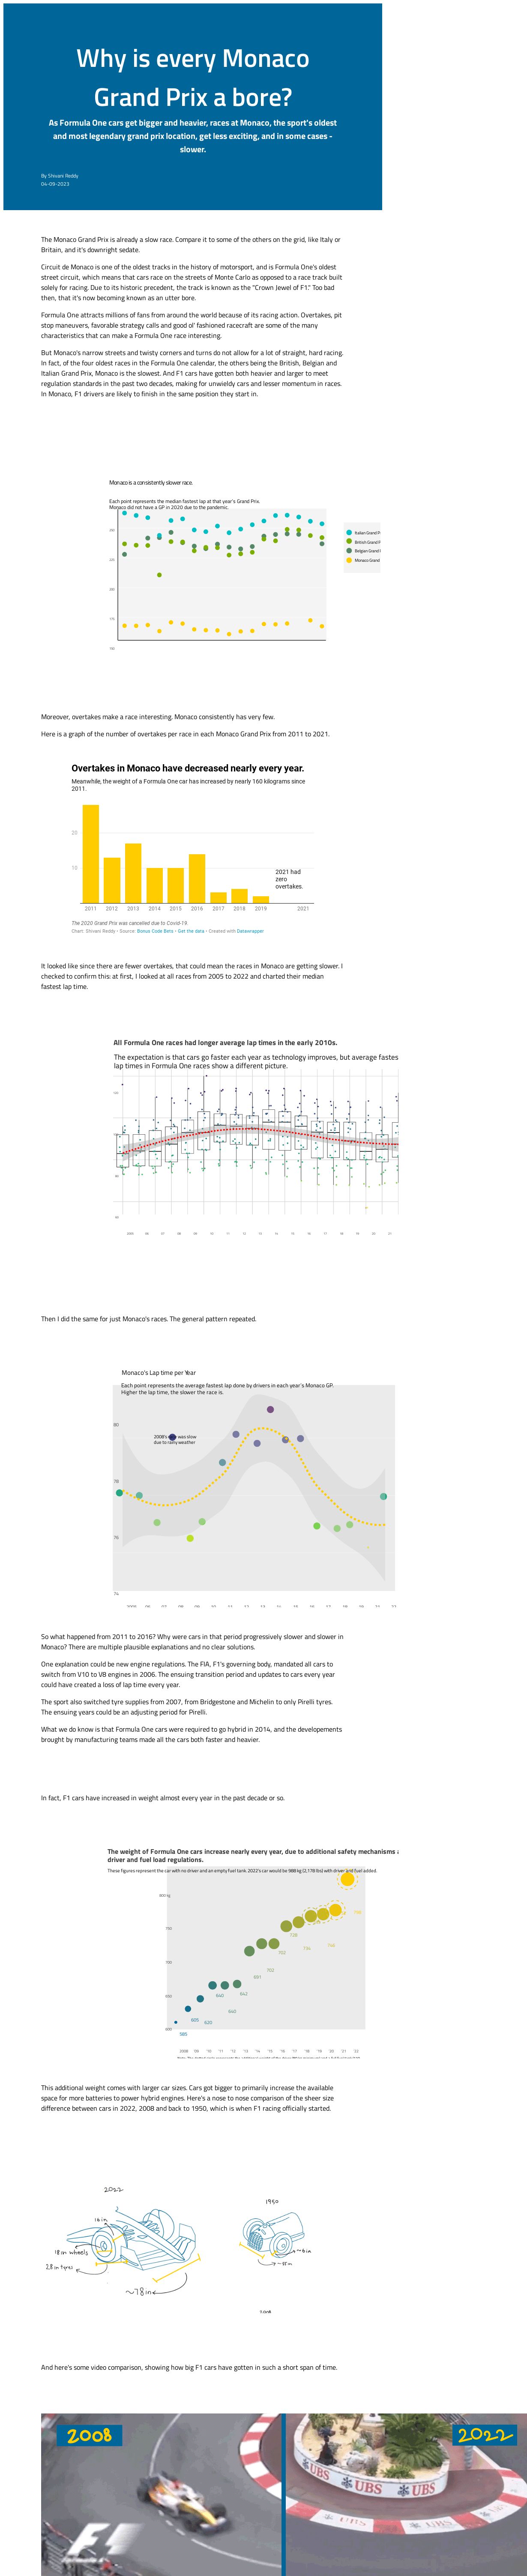 Why is every Monaco
Grand Prix a bore?
As Formula One cars get bigger and heavier, races at Monaco, the sport's oldest
and most legendary grand prix location, get less exciting, and in some cases -
slower.
By Shivani Reddy
04-09-2023
The Monaco Grand Prix is already a slow race. Compare it to some of the others on the grid, like Italy or
Britain, and it's downright sedate.
Circuit de Monaco is one of the oldest tracks in the history of motorsport, and is Formula One's oldest
street circuit, which means that cars race on the streets of Monte Carlo as opposed to a race track built
solely for racing. Due to its historic precedent, the track is known as the "Crown Jewel of F1." Too bad
then, that it's now becoming known as an utter bore.
Formula One attracts millions of fans from around the world because of its racing action. Overtakes, pit
stop maneuvers, favorable strategy calls and good ol' fashioned racecraft are some of the many
characteristics that can make a Formula One race interesting.
But Monaco's narrow streets and twisty corners and turns do not allow for a lot of straight, hard racing.
In fact, of the four oldest races in the Formula One calendar, the others being the British, Belgian and
Italian Grand Prix, Monaco is the slowest. And F1 cars have gotten both heavier and larger to meet
regulation standards in the past two decades, making for unwieldy cars and lesser momentum in races.
In Monaco, F1 drivers are likely to finish in the same position they start in.
Monaco is a consistently slower race.
Each point represents the median fastest lap at that year's Grand Prix.
Monaco did not have a GP in 2020 due to the pandemic.
Italian Grand P
British Grand P
Belgian Grand
Monaco Grand
Moreover, overtakes make a race interesting. Monaco consistently has very few.
Here is a graph of the number of overtakes per race in each Monaco Grand Prix from 2011 to 2021.
Overtakes in Monaco have decreased nearly every year.
Meanwhile, the weight of a Formula One car has increased by nearly 160 kilograms since
2011.
20
10
2021 had
zero
overtakes.
2011 2012 2013 2014 2015 2016 2017 2018 2019 2021
The 2020 Grand Prix was cancelled due to Covid-19.
Chart: Shivani Reddy • Source: Bonus Code Bets • Get the data • Created with Datawrapper
It looked like since there are fewer overtakes, that could mean the races in Monaco are getting slower. I
checked to confirm this: at first, I looked at all races from 2005 to 2022 and charted their median
fastest lap time.
All Formula One races had longer average lap times in the early 2010s.
The expectation is that cars go faster each year as technology improves, but average fastes
lap times in Formula One races show a different picture.
Then I did the same for just Monaco's races. The general pattern repeated.
Monaco's Lap time per Year
Each point represents the average fastest lap done by drivers in each year's Monaco GP.
Higher the lap time, the slower the race is.
80
2008's race was slow
due to rainy weather
78
76
74
So what happened from 2011 to 2016? Why were cars in that period progressively slower and slower in
Monaco? There are multiple plausible explanations and no clear solutions.
One explanation could be new engine regulations. The FIA, F1's governing body, mandated all cars to
switch from V10 to V8 engines in 2006. The ensuing transition period and updates to cars every year
could have created a loss of lap time every year.
The sport also switched tyre supplies from 2007, from Bridgestone and Michelin to only Pirelli tyres.
The ensuing years could be an adjusting period for Pirelli.
What we do know is that Formula One cars were required to go hybrid in 2014, and the developements
brought by manufacturing teams made all the cars both faster and heavier.
In fact, F1 cars have increased in weight almost every year in the past decade or so.
The weight of Formula One cars increase nearly every year, due to additional safety mechanisms
driver and fuel load regulations.
These figures represent the car with no driver and an empty fuel tank. 2022's car would be 988 kg (2,178 lbs) with driver and fuel added.
800 kg
750
700
650
600
585
605
620
640
640
642
691
702
702
728
734
2008 '09 '10 '11 '12 '13 '14 '15 '16 '17 '18 '19 '20 '21 '22
This additional weight comes with larger car sizes. Cars got bigger to primarily increase the available
space for more batteries to power hybrid engines. Here's a nose to nose comparison of the sheer size
difference between cars in 2022, 2008 and back to 1950, which is when F1 racing officially started.
2022
16 in
18 in wheels
28 in tyres
~78 in
1950
~6 in
2008
And here's some video comparison, showing how big F1 cars have gotten in such a short span of time.
2008
2022
UBS
UBS
UBS
UBS
F1